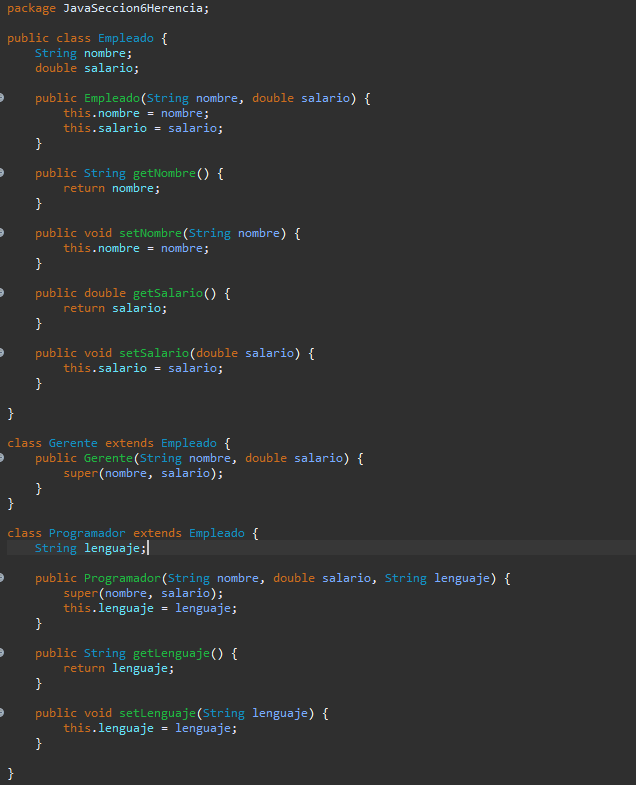 package JavaSeccion6Herencia;
public class Empleado {
String nombre;
double salario;
public Empleado(String nombre, double salario) {
this.nombre = nombre;
this.salario = salario;
}
public String getNombre() {
return nombre;
}
public void setNombre(String nombre) {
this.nombre = nombre;
}
public double getSalario() {
return salario;
}
public void setSalario(double salario) {
this.salario = salario;
}
}
class Gerente extends Empleado {
public Gerente(String nombre, double salario) {
super(nombre, salario);
}
}
class Programador extends Empleado {
String lenguaje;
public Programador(String nombre, double salario, String lenguaje) {
super(nombre, salario);
this.lenguaje = lenguaje;
}
public String getLenguaje() {
return lenguaje;
}
public void setLenguaje(String lenguaje) {
this.lenguaje = lenguaje;
}
}